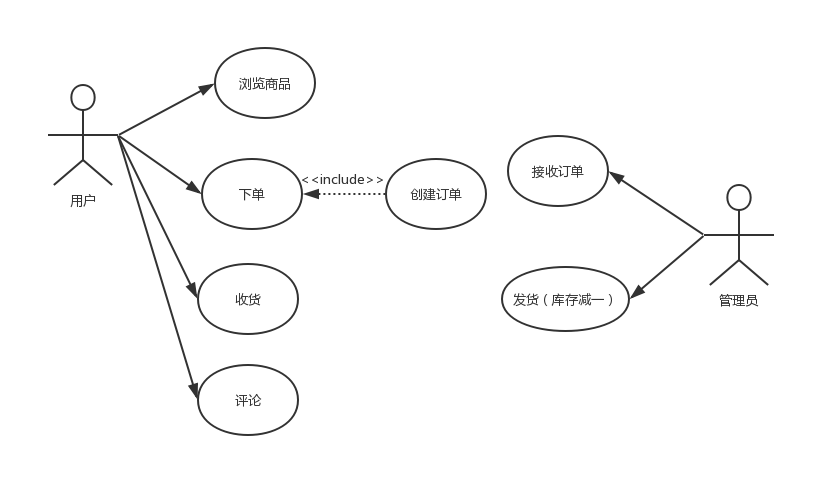 浏览商品
用户
下单
<<include>>
创建订单
收货
评论
接收订单
发货（库存减一）
管理员